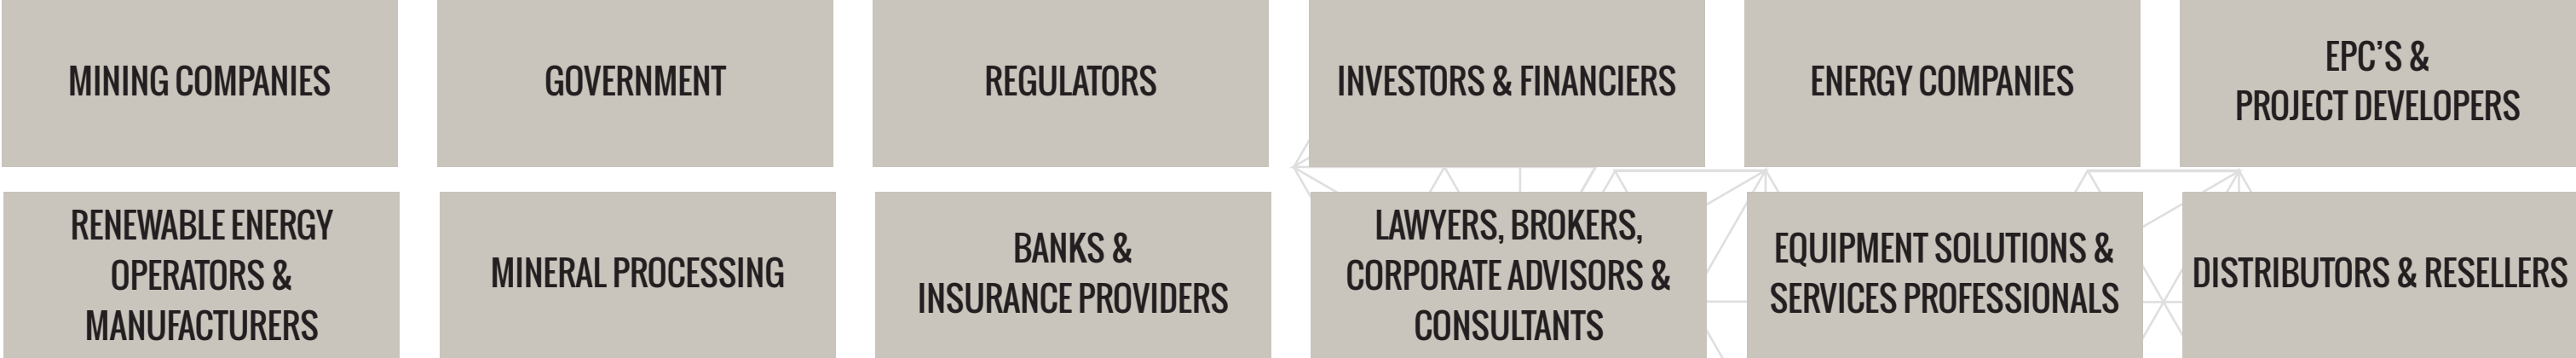 MINING COMPANIES
GOVERNMENT
REGULATORS
INVESTORS & FINANCIERS
ENERGY COMPANIES
EPC’S &
PROJECT DEVELOPERS
RENEWABLE ENERGY
OPERATORS &
MANUFACTURERS
MINERAL PROCESSING
BANKS &
INSURANCE PROVIDERS
LAWYERS, BROKERS,
CORPORATE ADVISORS &
CONSULTANTS
EQUIPMENT SOLUTIONS &
SERVICES PROFESSIONALS
DISTRIBUTORS & RESELLERS